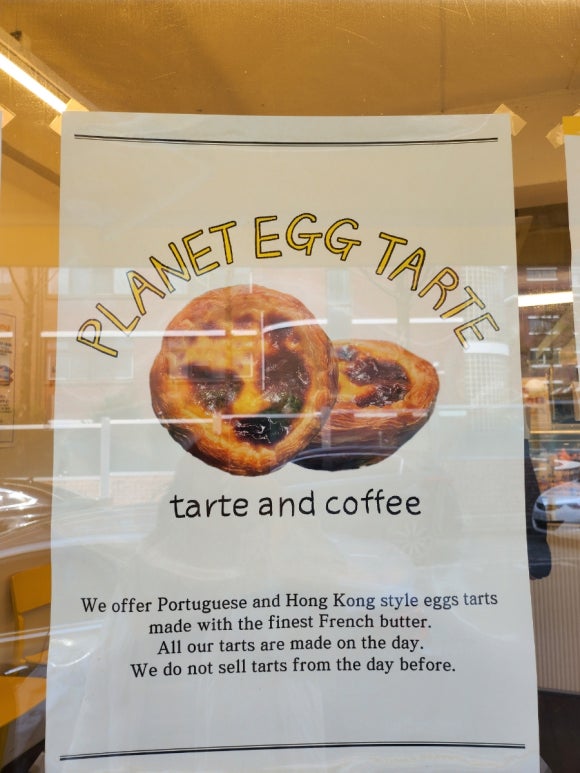 PLANET EGG TARTE
tarte and coffee
We offer Portuguese and Hong Kong style eggs tarts
made with the finest French butter.
All our tarts are made on the day.
We do not sell tarts from the day before.